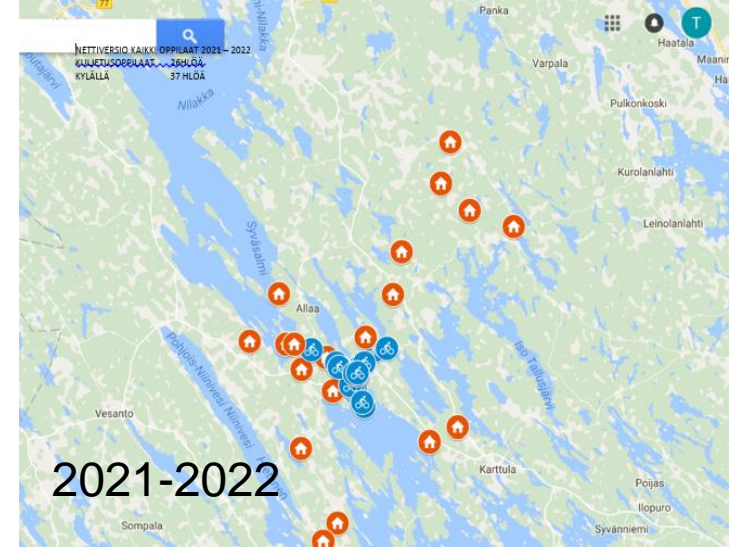 77
Panka
T
Haatala
NETTIVERSIO KAIKKI OPPILAAT 2021 – 2022
KULJETUSOPPILAAT 26HLÖÄ
KYLÄLLÄ 37 HLÖÄ
Varpala
Nilakka
Pulkonkoski
Kurolanlahti
Leinolanlahti
Syväsalmi
Allaa
Iso Tallusjärvi
Pohjois-Niinivesi Niinivesi
Vesanto
2021-2022
Karttula
Poijas
Ilopuro
Sompala
Syvänniemi